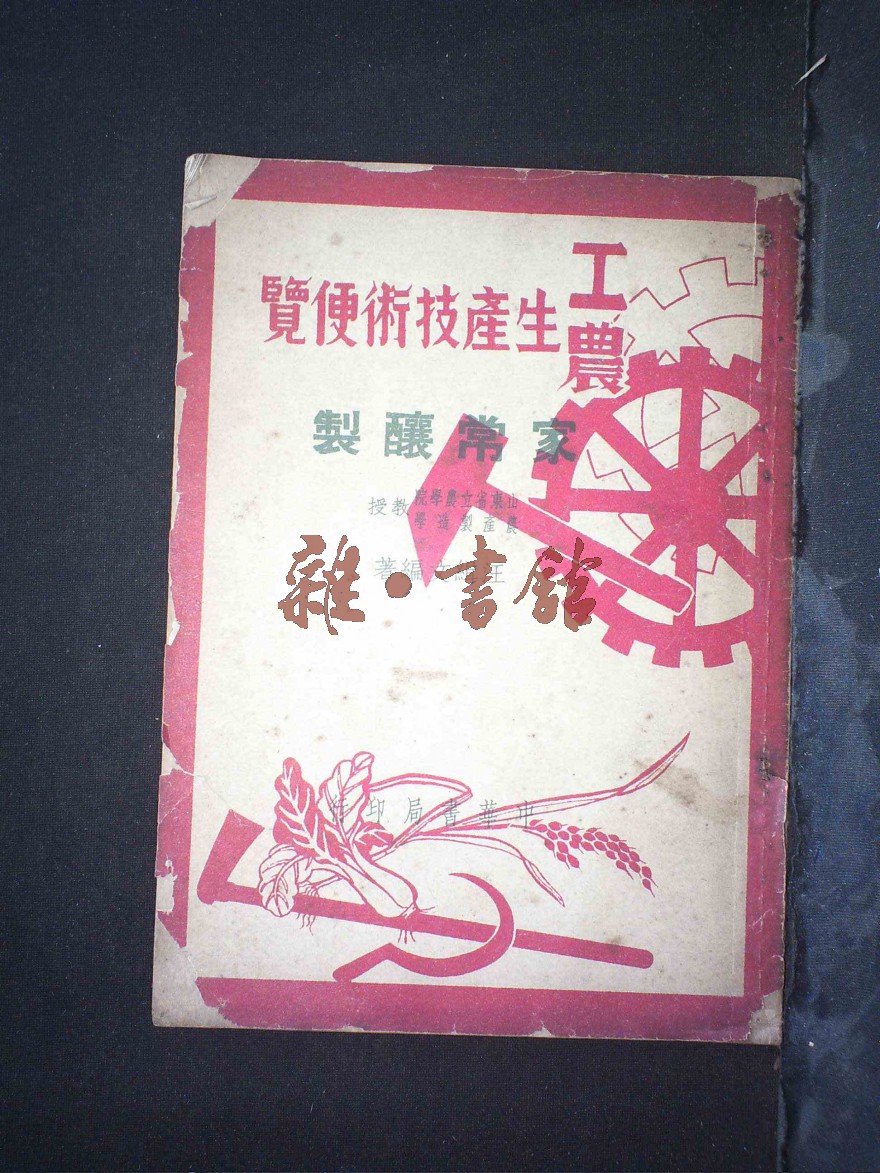 工農生產技術便覽
家常釀製
山東省立農學院
農產製造學
教授
編著
雜·書館
中華書局印行